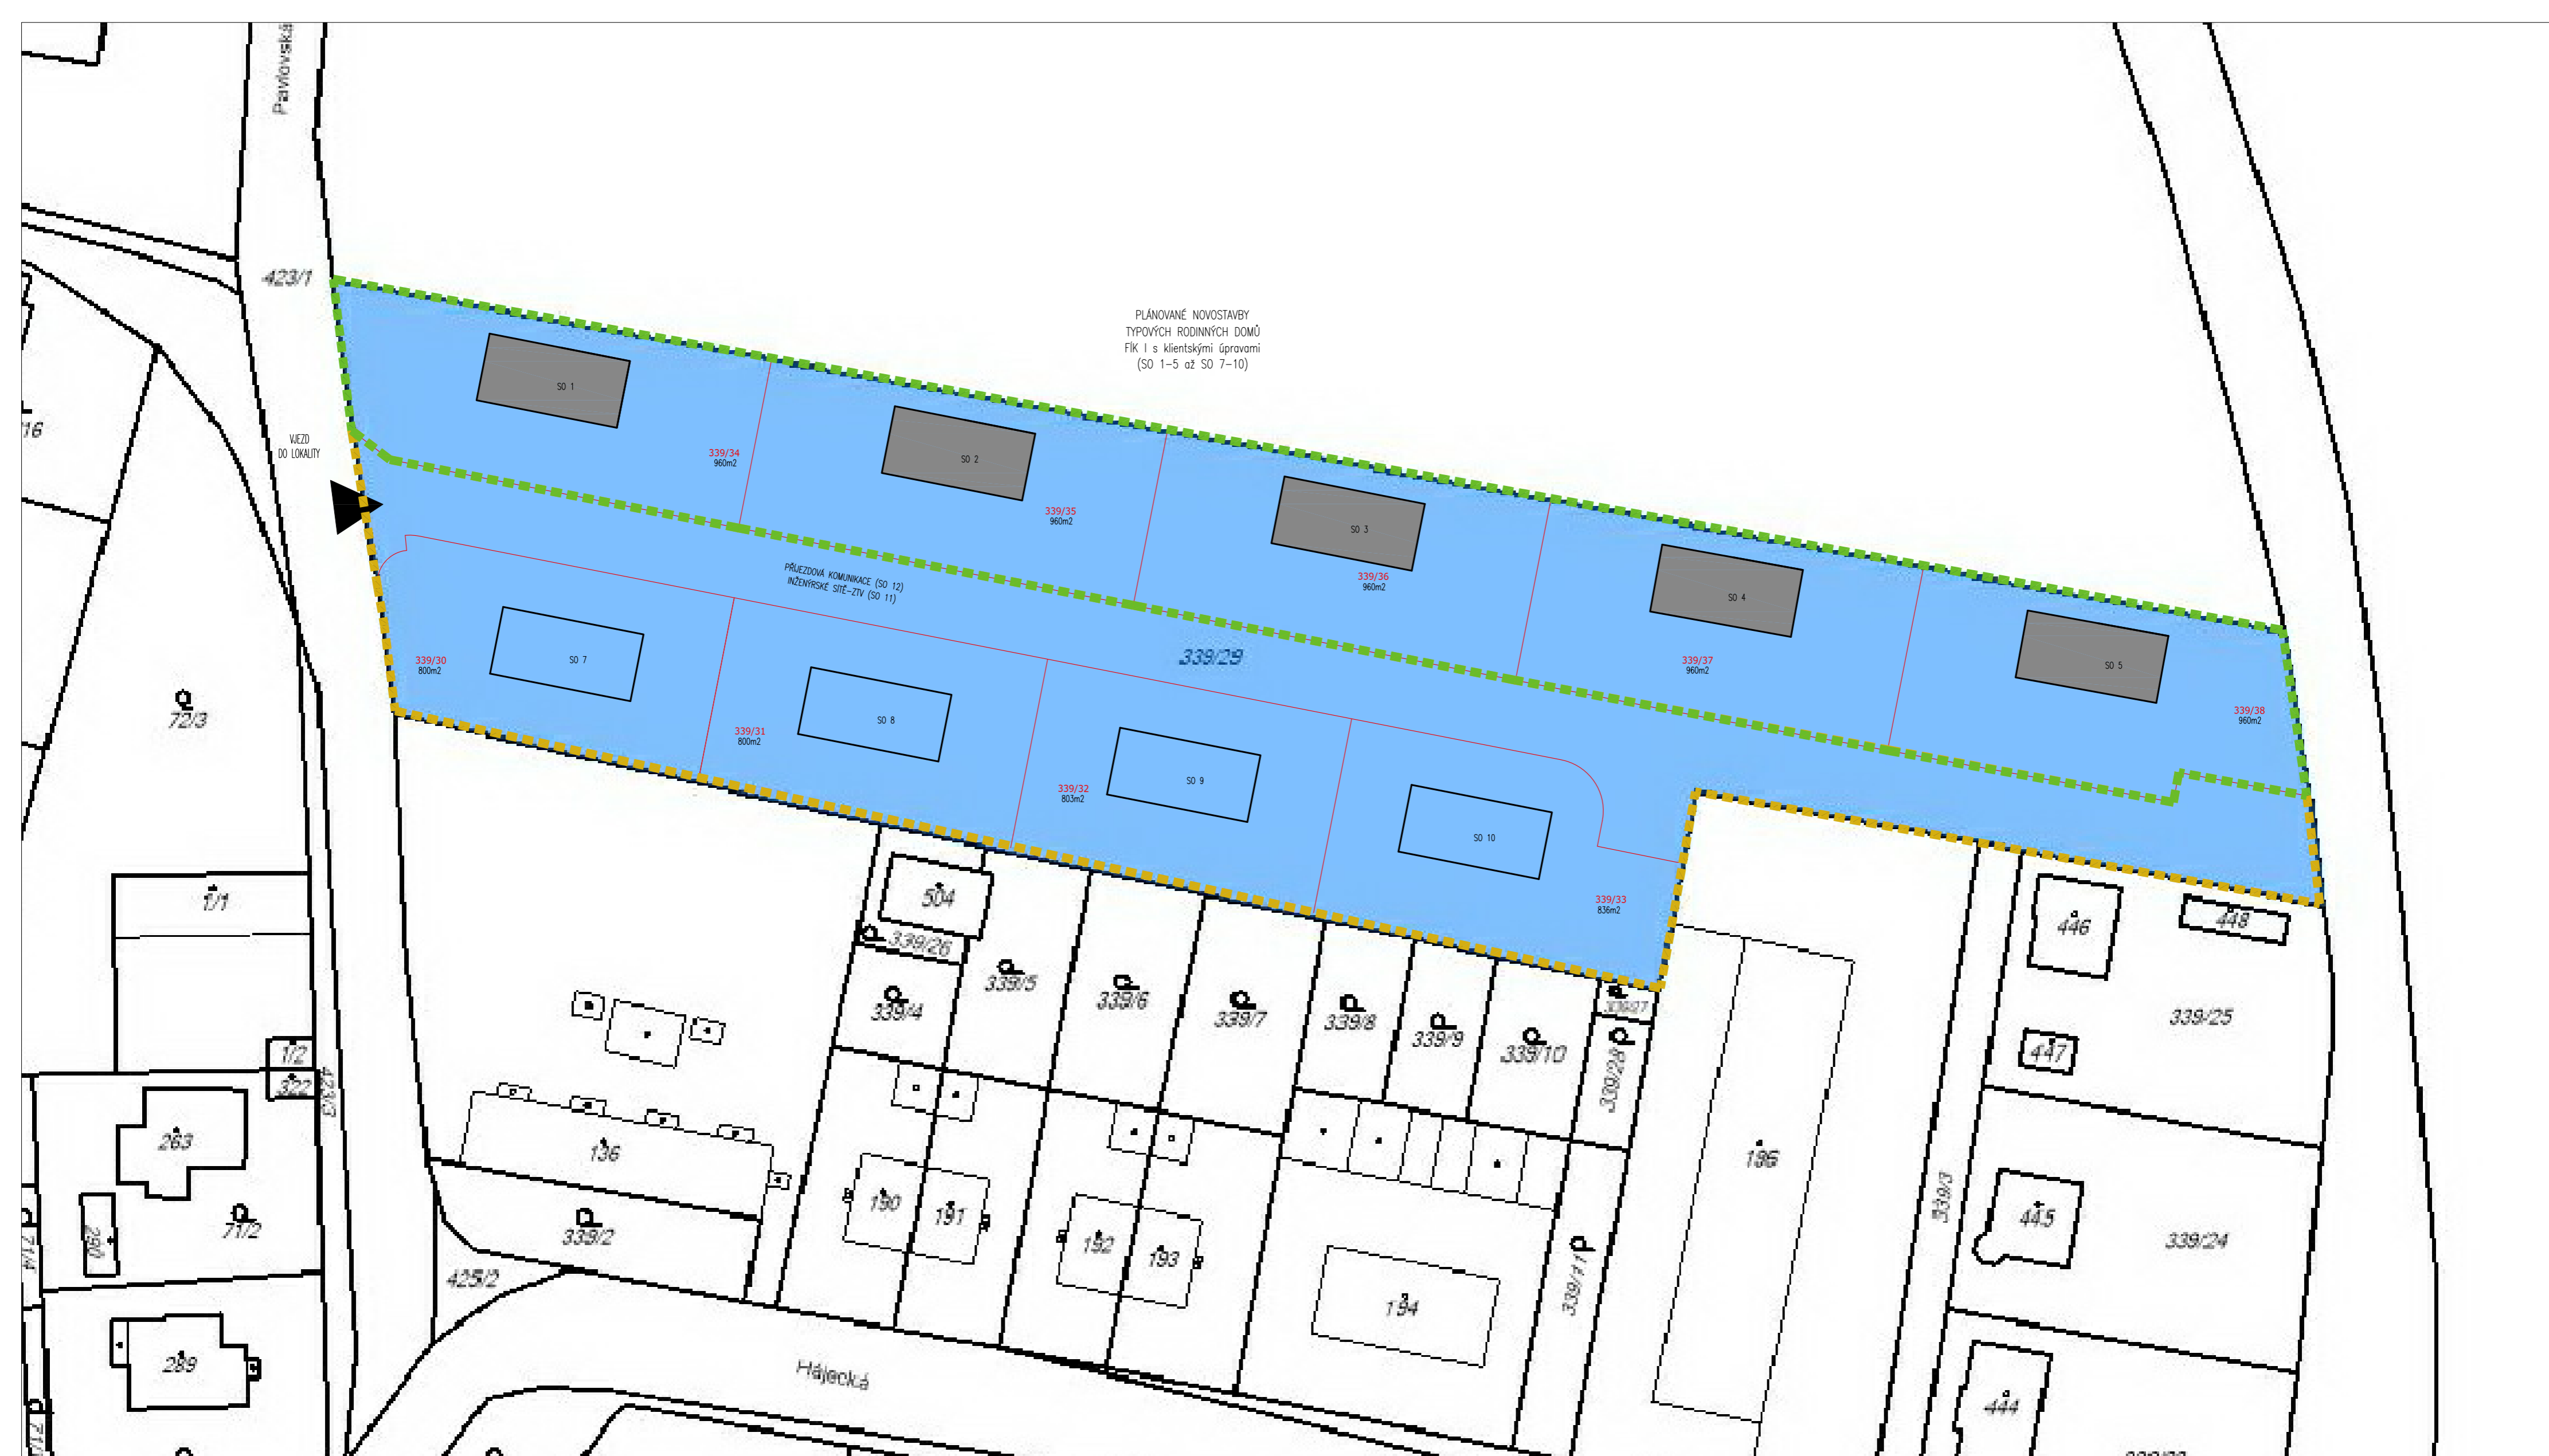 Pavlovská
423/1
PLÁNOVANÉ NOVOSTAVBY
TYPOVÝCH RODINNÝCH DOMŮ
FÍK I s klientskými úpravami
(SO 1-5 až SO 7-10)
SO 1
SO 2
SO 3
SO 4
SO 5
16
VJEZD
DO LOKALITY
339/34
960m2
339/35
960m2
339/36
960m2
339/37
960m2
339/38
960m2
PŘÍJEZDOVÁ KOMUNIKACE (SO 12)
INŽENÝRSKÉ SÍTĚ-ZTV (SO 11)
339/29
339/30
800m2
SO 7
339/31
800m2
SO 8
339/32
803m2
SO 9
SO 10
339/33
836m2
72/3
1/1
504
339/26
446
448
339/4
339/5
339/6
339/7
339/8
339/9
339/10
339/27
339/28
339/25
447
1/2
322
423/3
263
136
195
71/2
290
71/4
190
191
192
193
339/2
339/3
445
339/24
425/2
339/11
194
289
Hájecká
444
71/